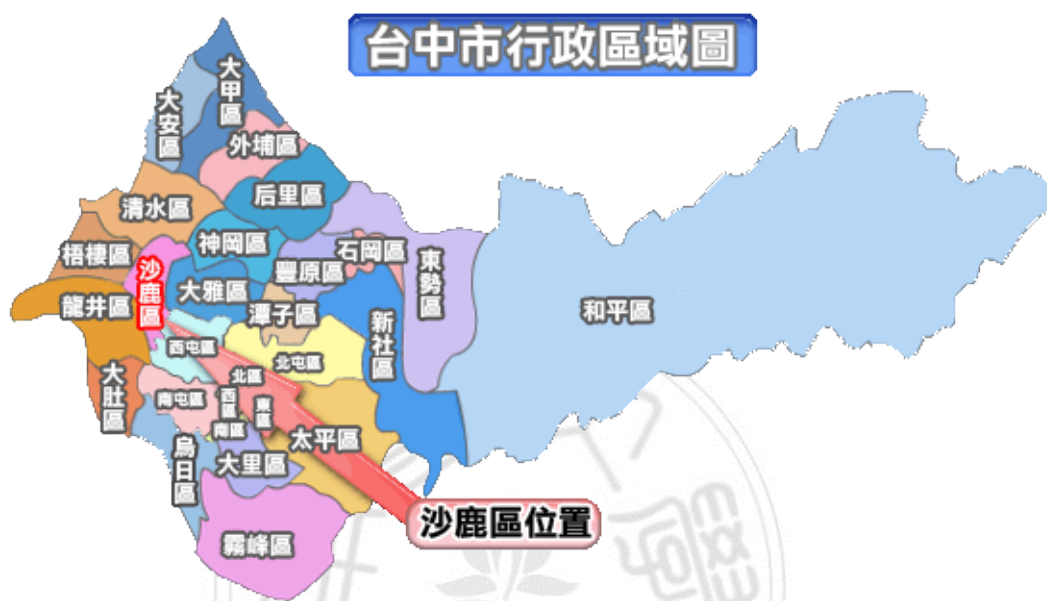 台中市行政區域圖
大甲區
大安區
外埔區
后里區
清水區
神岡區
石岡區
梧棲區
沙鹿區
豐原區
東勢區
大雅區
龍井區
潭子區
新社區
和平區
西屯區
北屯區
北區
大肚區
南屯區
西區
東區
南區
太平區
烏日區
大里區
沙鹿區位置
霧峰區